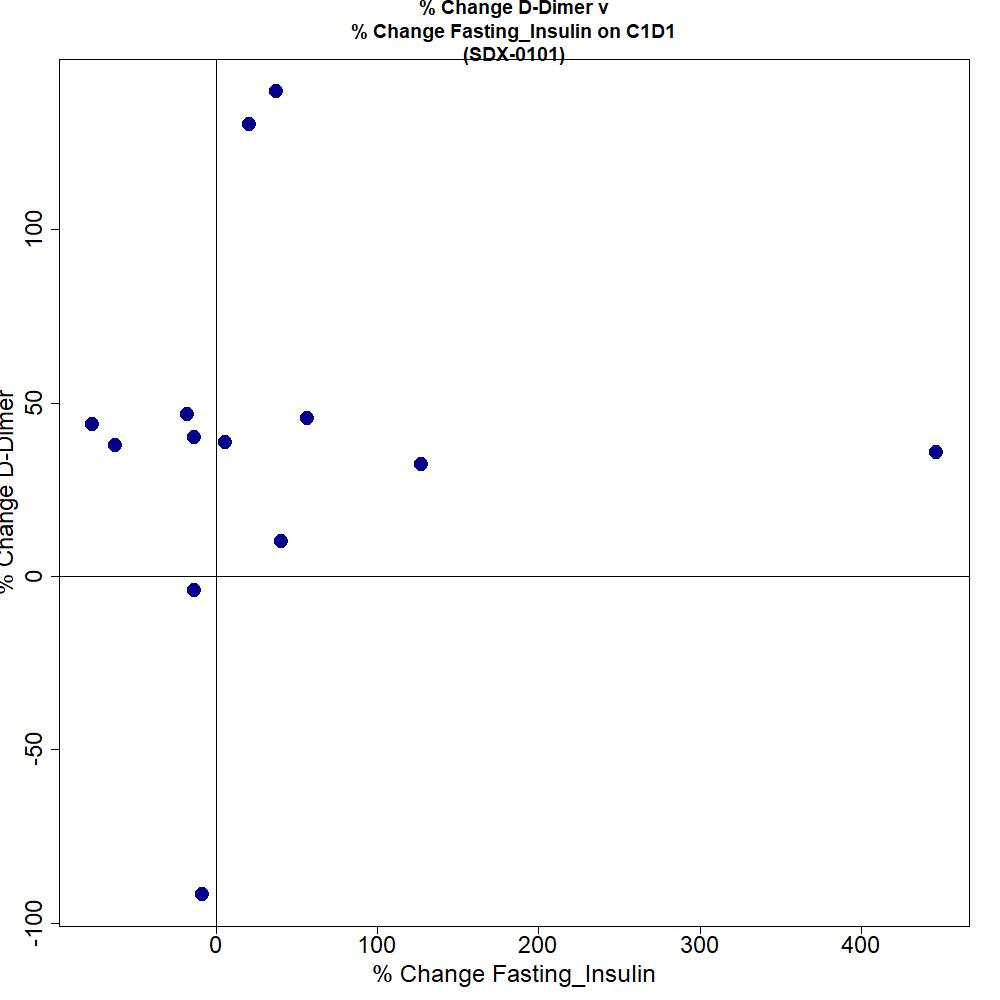 % Change D-Dimer v
% Change Fasting_Insulin on C1D1
(SDX-0101)
% Change D-Dimer
100
50
0
-50
-100
0 100 200 300 400
% Change Fasting_Insulin